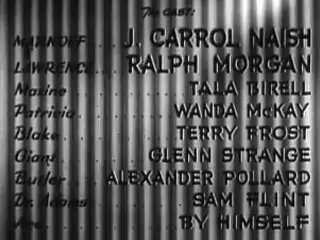 The CAST:
MARKOFF . . . J. CARROL NAISH
LAWRENCE . . . RALPH MORGAN
Maxine . . . . . . . . . TALA BIRELL
Patricia . . . . . . . WANDA McKAY
Blake . . . . . . . . TERRY FROST
Giant . . . . . . GLENN STRANGE
Butler . . . ALEXANDER POLLARD
Dr. Adams . . . . . . . SAM FLINT
Ape . . . . . . . . . . BY HIMSELF